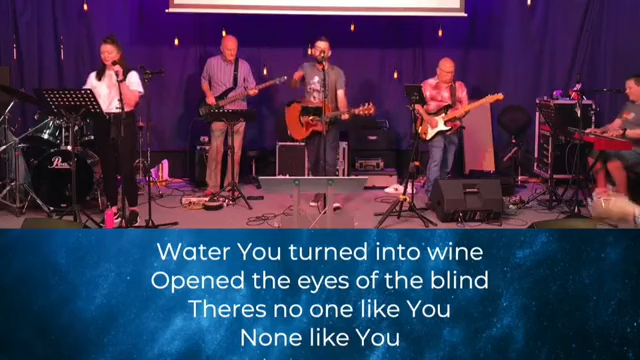 Water You turned into wine
Opened the eyes of the blind
Theres no one like You
None like You